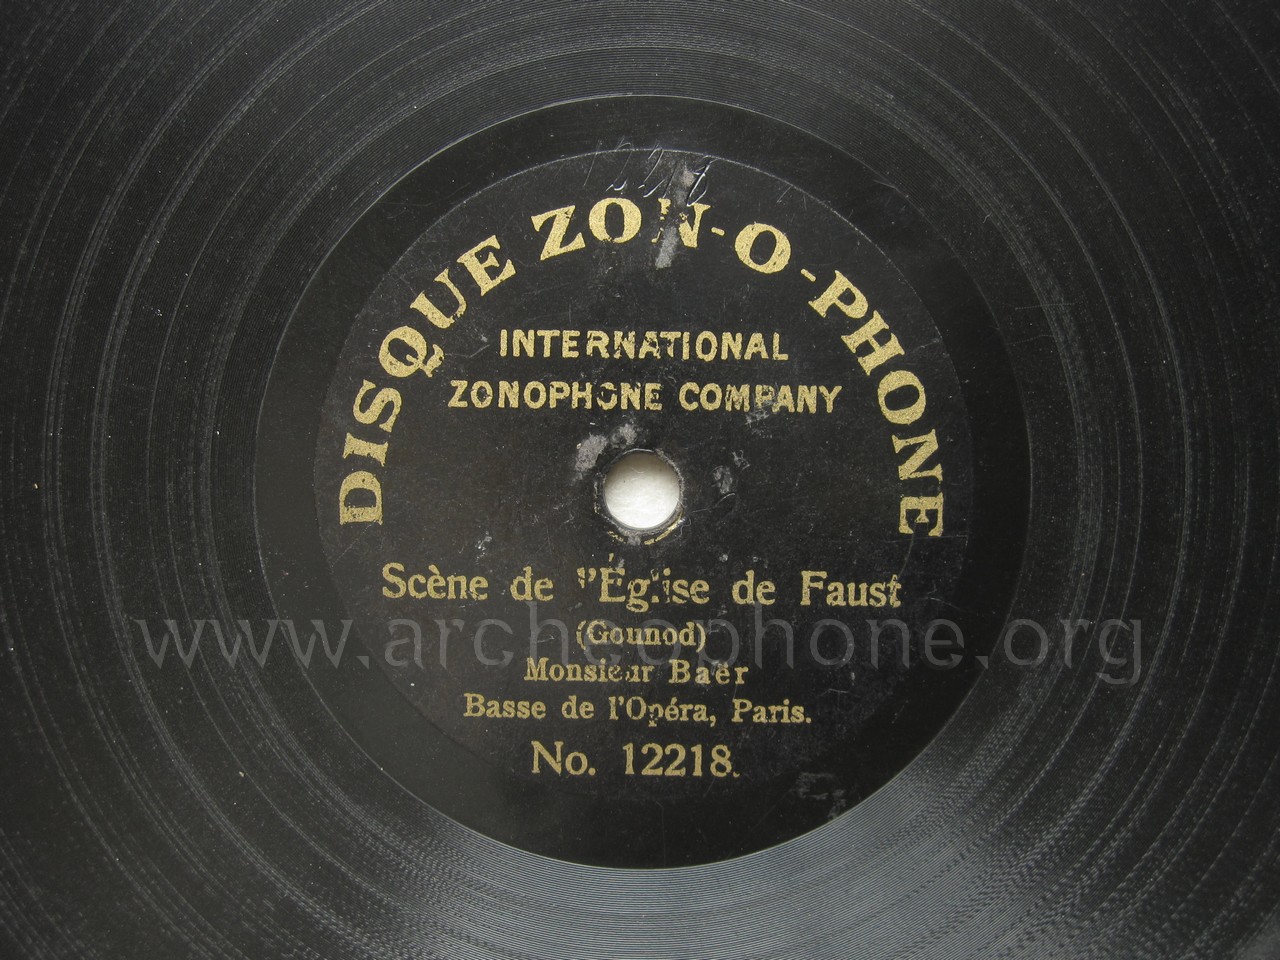 DISQUE ZON-O-PHONE
INTERNATIONAL
ZONOPHONE COMPANY
Scène de l'Église de Faust
(Gounod)
www.archeophone.org
Monsieur Baër
Basse de l'Opéra, Paris.
No. 12218.